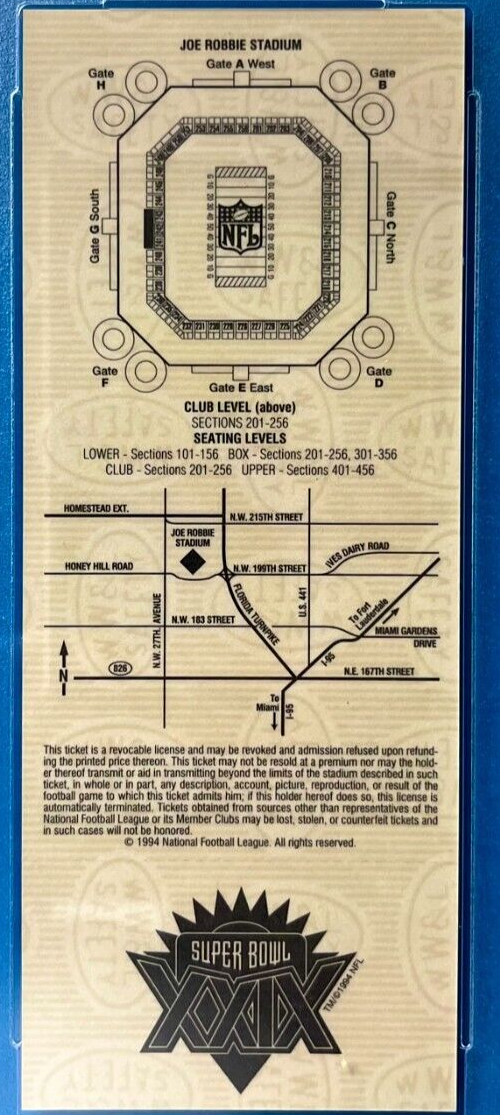 JOE ROBBIE STADIUM
Gate A West
Gate
H
Gate
B
Gate G South
Gate C North
NFL
Gate
F
Gate
D
Gate E East
CLUB LEVEL (above)
SECTIONS 201-256
SEATING LEVELS
LOWER - Sections 101-156 BOX - Sections 201-256, 301-356
CLUB - Sections 201-256 UPPER - Sections 401-456
HOMESTEAD EXT.
N.W. 215TH STREET
JOE ROBBIE
STADIUM
IVES DAIRY ROAD
HONEY HILL ROAD
N.W. 199TH STREET
FLORIDA TURNPIKE
U.S. 441
N.W. 27TH. AVENUE
N.W. 183 STREET
To Fort
Lauderdale
MIAMI GARDENS
DRIVE
I-95
N
826
N.E. 167TH STREET
To
Miami
I-95
This ticket is a revocable license and may be revoked and admission refused upon refund-
ing the printed price thereon. This ticket may not be resold at a premium nor may the hold-
er thereof transmit or aid in transmitting beyond the limits of the stadium described in such
ticket, in whole or in part, any description, account, picture, reproduction, or result of the
football game to which this ticket admits him; if this holder hereof does so, this license is
automatically terminated. Tickets obtained from sources other than representatives of the
National Football League or its Member Clubs may be lost, stolen, or counterfeit tickets and
in such cases will not be honored.
© 1994 National Football League. All rights reserved.
SUPER BOWL
XXIX
TM/©1994 NFL